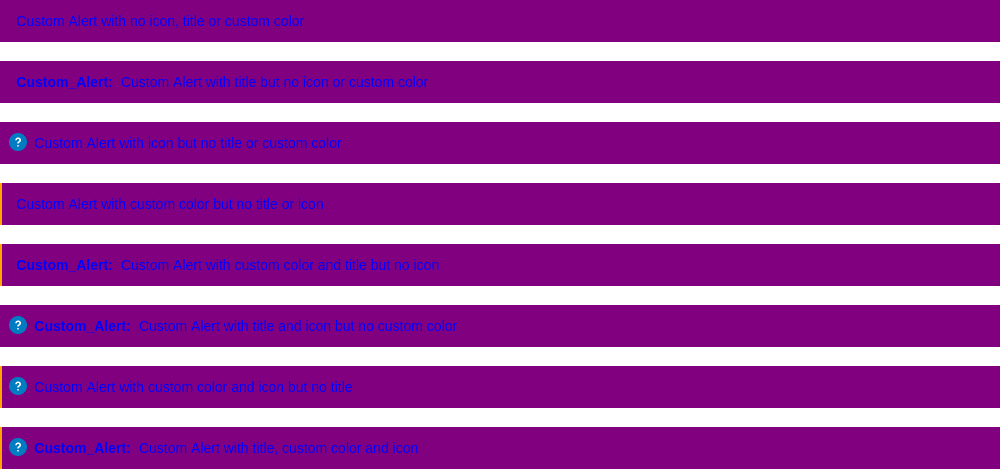 Custom Alert with no icon, title or custom color
Custom_Alert: Custom Alert with title but no icon or custom color
? Custom Alert with icon but no title or custom color
Custom Alert with custom color but no title or icon
Custom_Alert: Custom Alert with custom color and title but no icon
? Custom_Alert: Custom Alert with title and icon but no custom color
? Custom Alert with custom color and icon but no title
? Custom_Alert: Custom Alert with title, custom color and icon